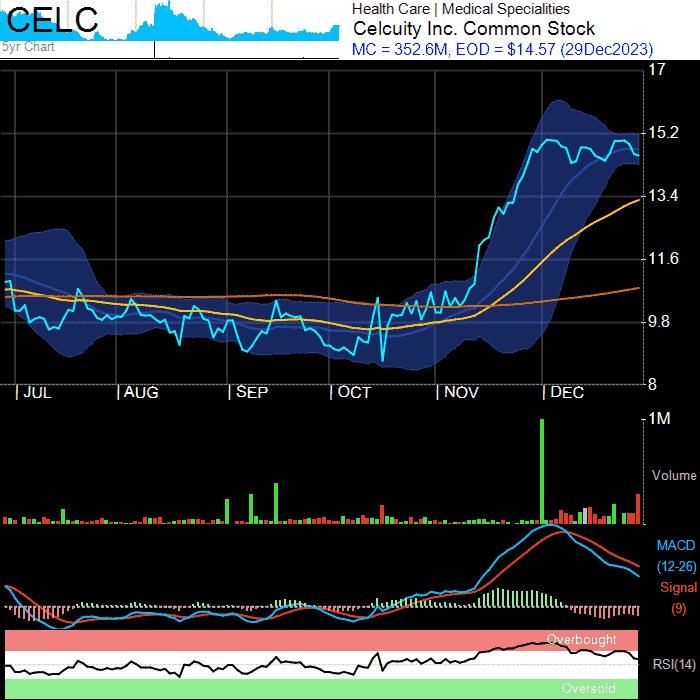 CELC
5yr Chart
Health Care | Medical Specialities
Celcuity Inc. Common Stock
MC = 352.6M, EOD = $14.57 (29Dec2023)
17
15.2
13.4
11.6
9.8
8
JUL AUG SEP OCT NOV DEC
1M
Volume
MACD
(12-26)
Signal
(9)
Overbought
RSI(14)
Oversold